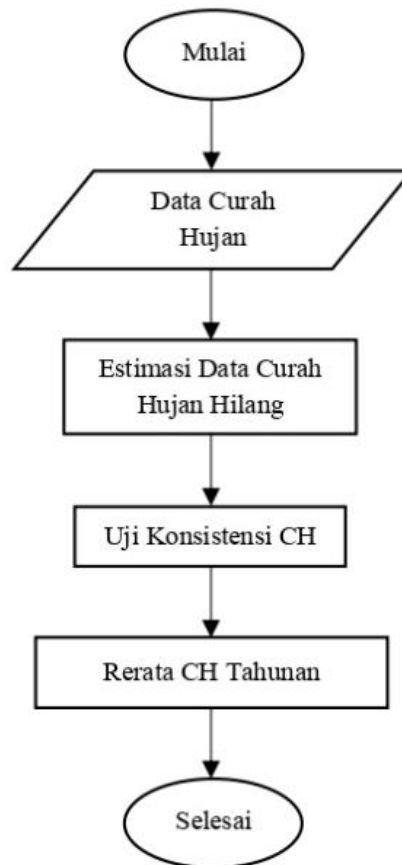 Mulai
Data Curah
Hujan
Estimasi Data Curah
Hujan Hilang
Uji Konsistensi CH
Rerata CH Tahunan
Selesai